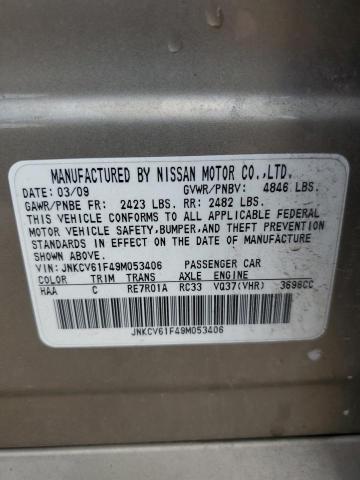 MANUFACTURED BY NISSAN MOTOR CO.,LTD.
DATE: 03/09 GVWR/PNBV: 4846 LBS.
GAWR/PNBE FR: 2423 LBS. RR: 2482 LBS.
THIS VEHICLE CONFORMS TO ALL APPLICABLE FEDERAL
MOTOR VEHICLE SAFETY,BUMPER,AND THEFT PREVENTION
STANDARDS IN EFFECT ON THE DATE OF MANUFACTURE
SHOWN ABOVE.
VIN: JNKCV61F49M053406 PASSENGER CAR
COLOR TRIM TRANS AXLE ENGINE
HAA C RE7R01A RC33 VQ37(VHR) 3696CC
JNKCV61F49M053406